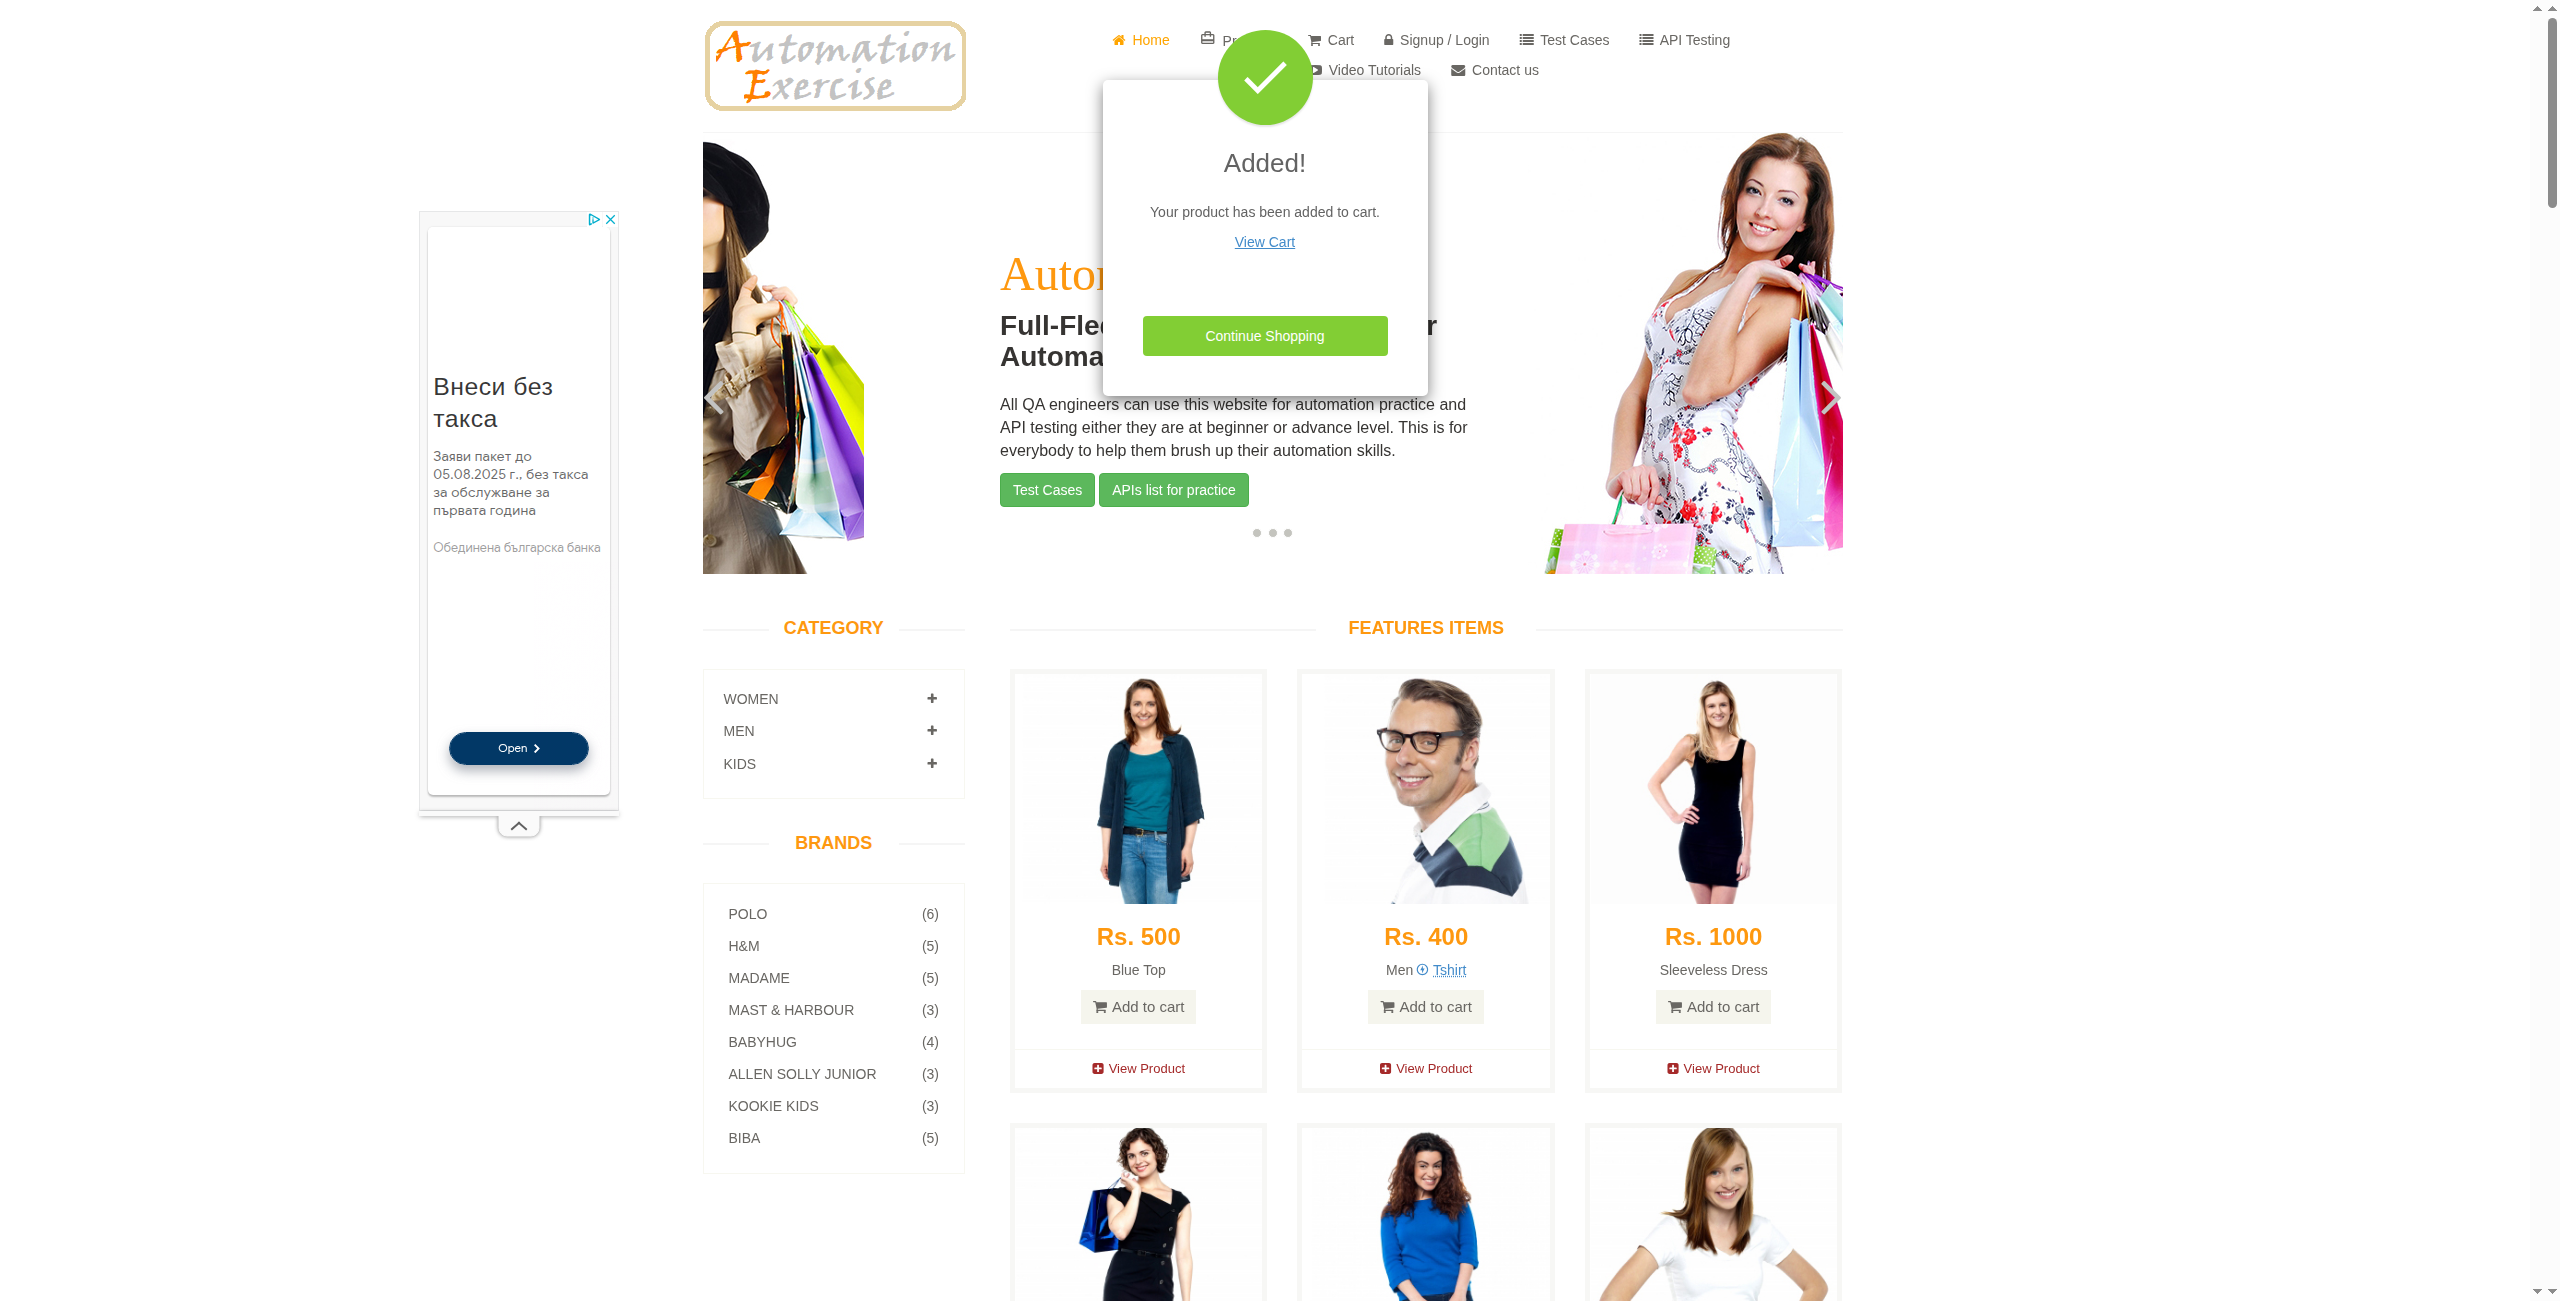 Automation
Exercise
Home
Cart
Signup / Login
Test Cases
API Testing
Video Tutorials
Contact us
Added!
Your product has been added to cart.
View Cart
Continue Shopping
Full-Fle
r
Automa
All QA engineers can use this website for automation practice and
API testing either they are at beginner or advance level. This is for
everybody to help them brush up their automation skills.
Test Cases
APIs list for practice
Внеси без
такса
Заяви пакет до
05.08.2025 г., без такса
за обслужване за
първата година
Обединена българска банка
Open
CATEGORY
WOMEN
MEN
KIDS
BRANDS
POLO (6)
H&M (5)
MADAME (5)
MAST & HARBOUR (3)
BABYHUG (4)
ALLEN SOLLY JUNIOR (3)
KOOKIE KIDS (3)
BIBA (5)
FEATURES ITEMS
Rs. 500
Blue Top
Add to cart
View Product
Rs. 400
Men Tshirt
Add to cart
View Product
Rs. 1000
Sleeveless Dress
Add to cart
View Product